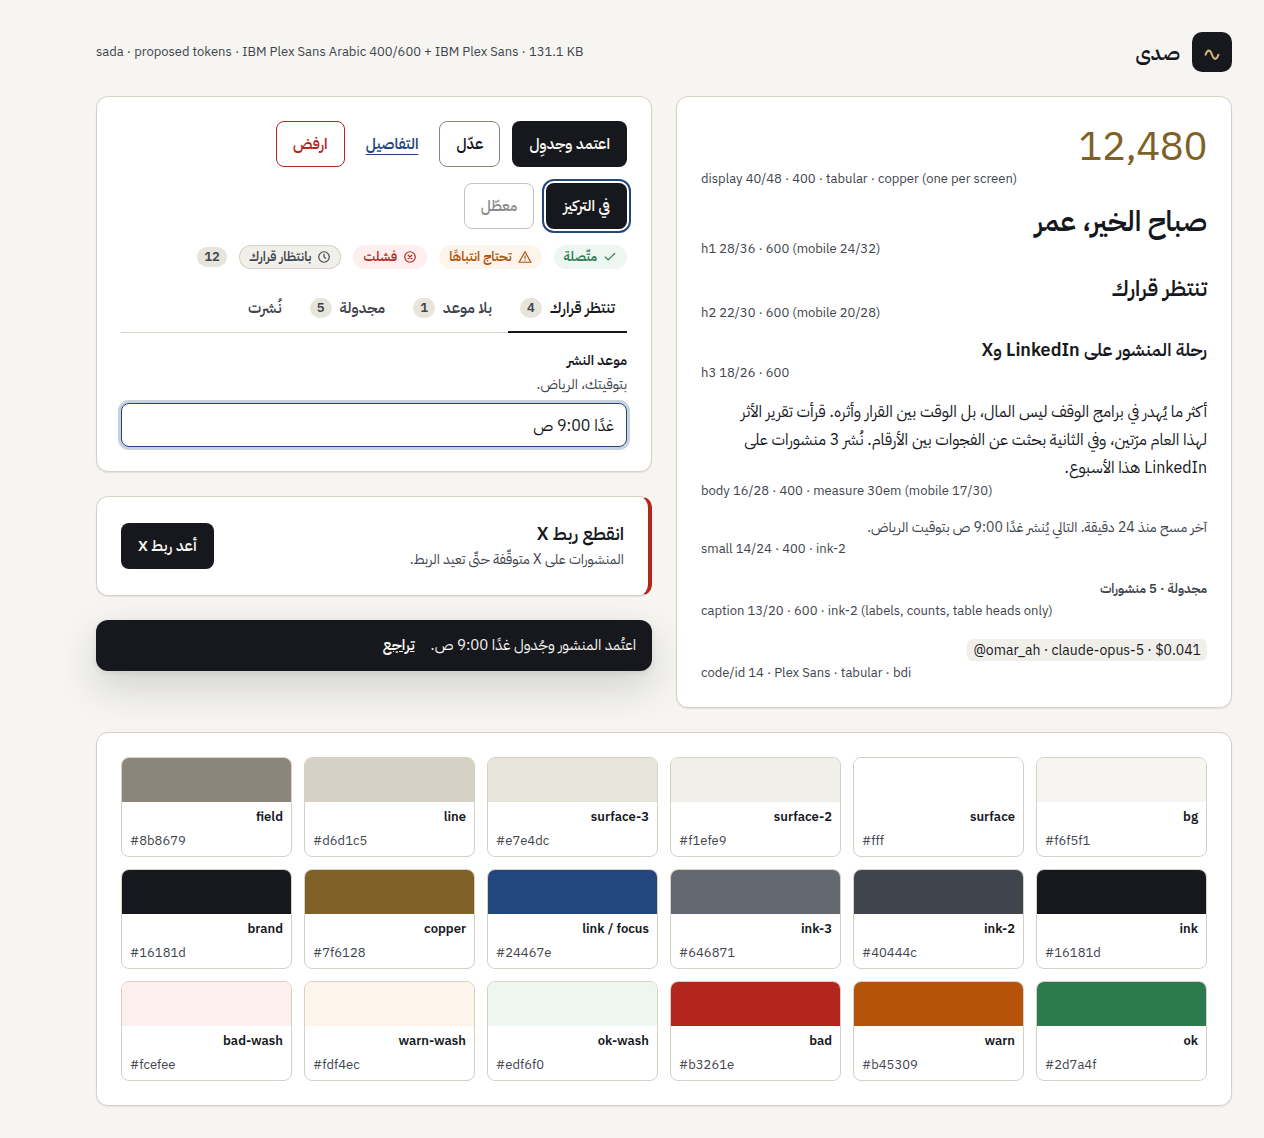 صدى
sada · proposed tokens · IBM Plex Sans Arabic 400/600 + IBM Plex Sans · 131.1 KB
12,480
display 40/48 · 400 · tabular · copper (one per screen)
صباح الخير، عمر
h1 28/36 · 600 (mobile 24/32)
تنتظر قرارك
h2 22/30 · 600 (mobile 20/28)
رحلة المنشور على LinkedIn وX
h3 18/26 · 600
أكثر ما يُهدر في برامج الوقف ليس المال، بل الوقت بين القرار وأثره. قرأت تقرير الأثر
لهذا العام مرّتين، وفي الثانية بحثت عن الفجوات بين الأرقام. نُشر 3 منشورات على
LinkedIn هذا الأسبوع.
body 16/28 · 400 · measure 30em (mobile 17/30)
آخر مسح منذ 24 دقيقة. التالي يُنشر غدًا 9:00 ص بتوقيت الرياض.
small 14/24 · 400 · ink-2
مجدولة · 5 منشورات
caption 13/20 · 600 · ink-2 (labels, counts, table heads only)
@omar_ah · claude-opus-5 · $0.041
code/id 14 · Plex Sans · tabular · bdi
اعتمد وجدوِل عدّل التفاصيل ارفض
في التركيز معطّل
متّصلة تحتاج انتباهًا فشلت بانتظار قرارك 12
تنتظر قرارك 4 بلا موعد 1 مجدولة 5 نُشرت
موعد النشر
بتوقيتك، الرياض.
غدًا 9:00 ص
انقطع ربط X
المنشورات على X متوقّفة حتّى تعيد الربط.
أعد ربط X
اعتُمد المنشور وجُدول غدًا 9:00 ص. تراجع
bg surface surface-2 surface-3 line field
#f6f5f1 #fff #f1efe9 #e7e4dc #d6d1c5 #8b8679
ink ink-2 ink-3 link / focus copper brand
#16181d #40444c #646871 #24467e #7f6128 #16181d
ok warn bad ok-wash warn-wash bad-wash
#2d7a4f #b45309 #b3261e #edf6f0 #fdf4ec #fcefee